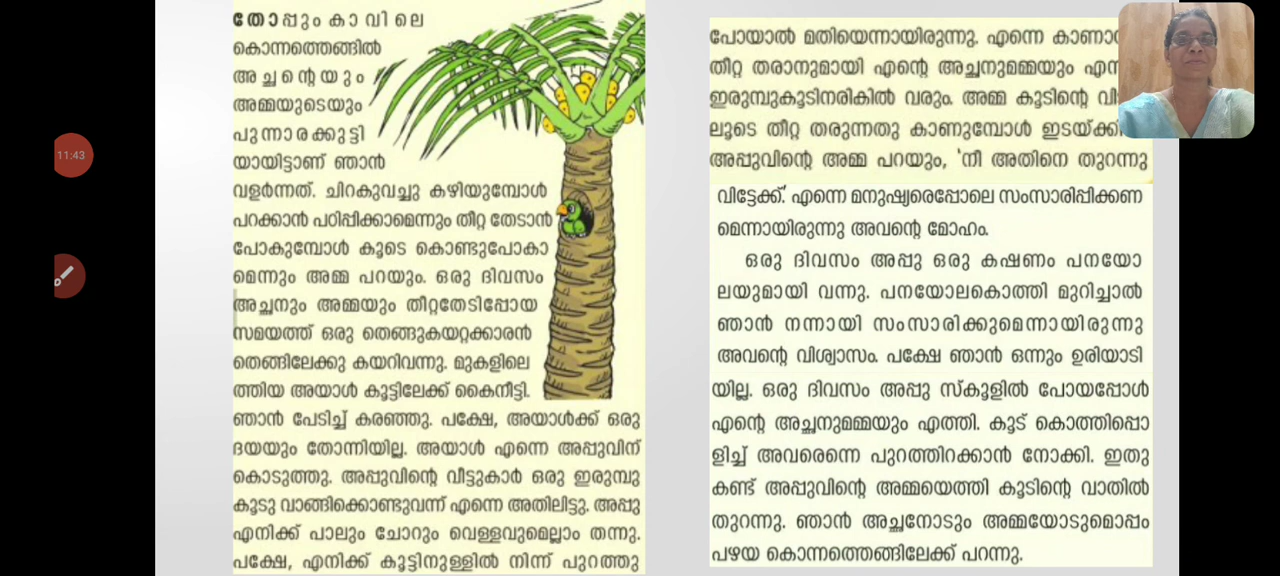 11:43
തോപ്പും കാ വി ലെ
കൊന്നത്തെങ്ങിൽ
അച്ഛന്റെയും
അമ്മയുടെയും
പുന്നാരക്കുട്ടി
യായിട്ടാണ് ഞാൻ
വളർന്നത്. ചിറകുവച്ചു കഴിയുമ്പോൾ
പറക്കാൻ പഠിപ്പിക്കാമെന്നും തീറ്റ തേടാൻ
പോകുമ്പോൾ കൂടെ കൊണ്ടുപോകാ
മെന്നും അമ്മ പറയും. ഒരു ദിവസം
അച്ഛനും അമ്മയും തീറ്റതേടിപ്പോയ
സമയത്ത് ഒരു തെങ്ങുകയറ്റക്കാരൻ
തെങ്ങിലേക്കു കയറിവന്നു. മുകളിലെ
ത്തിയ അയാൾ കൂട്ടിലേക്ക് കൈനീട്ടി.
ഞാൻ പേടിച്ച് കരഞ്ഞു. പക്ഷേ, അയാൾക്ക് ഒരു
ദയയും തോന്നിയില്ല. അയാൾ എന്നെ അപ്പുവിന്
കൊടുത്തു. അപ്പുവിന്റെ വീട്ടുകാർ ഒരു ഇരുമ്പു
കൂടു വാങ്ങിക്കൊണ്ടുവന്ന് എന്നെ അതിലിട്ടു. അപ്പു
എനിക്ക് പാലും ചോറും വെള്ളവുമെല്ലാം തന്നു.
പക്ഷേ, എനിക്ക് കൂട്ടിനുള്ളിൽ നിന്ന് പുറത്തു
പോയാൽ മതിയെന്നായിരുന്നു. എന്നെ
തീറ്റ തരാനുമായി എന്റെ അച്ഛനുമമ്മയും
ഇരുമ്പുകൂടിനരികിൽ വരും. അമ്മ കൂടിന്റെ
ലൂടെ തീറ്റ തരുന്നതു കാണുമ്പോൾ
അപ്പുവിന്റെ അമ്മ പറയും, 'നീ അതിനെ തുറന്നു
വിട്ടേക്ക്.' എന്നെ മനുഷ്യരെപ്പോലെ സംസാരിപ്പിക്കണ
മെന്നായിരുന്നു അവന്റെ മോഹം.
ഒരു ദിവസം അപ്പു ഒരു കഷണം പനയോ
ലയുമായി വന്നു. പനയോലകൊത്തി മുറിച്ചാൽ
ഞാൻ നന്നായി സംസാരിക്കുമെന്നായിരുന്നു
അവന്റെ വിശ്വാസം. പക്ഷേ ഞാൻ ഒന്നും ഉരിയാടി
യില്ല. ഒരു ദിവസം അപ്പു സ്കൂളിൽ പോയപ്പോൾ
എന്റെ അച്ഛനുമമ്മയും എത്തി. കൂട് കൊത്തിപ്പൊ
ളിച്ച് അവരെന്നെ പുറത്തിറക്കാൻ നോക്കി. ഇതു
കണ്ട് അപ്പുവിന്റെ അമ്മയെത്തി കൂടിന്റെ വാതിൽ
തുറന്നു. ഞാൻ അച്ഛനോടും അമ്മയോടുമൊപ്പം
പഴയ കൊന്നത്തെങ്ങിലേക്ക് പറന്നു.